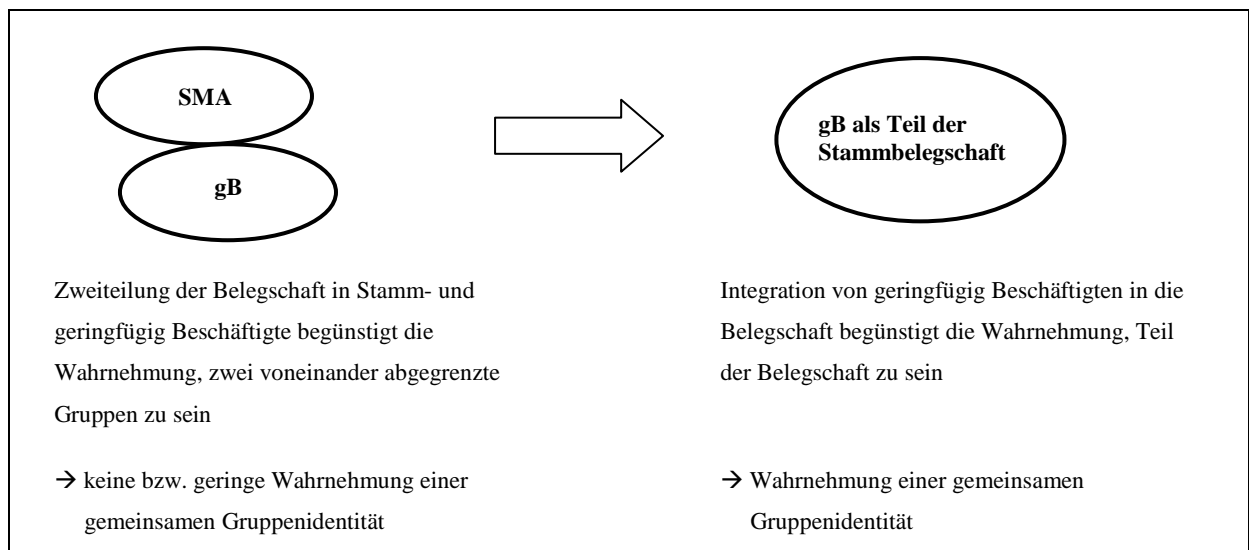 SMA
gB
gB als Teil der
Stammbelegschaft
Zweiteilung der Belegschaft in Stamm- und
geringfügig Beschäftigte begünstigt die
Wahrnehmung, zwei voneinander abgegrenzte
Gruppen zu sein
→ keine bzw. geringe Wahrnehmung einer
gemeinsamen Gruppenidentität
Integration von geringfügig Beschäftigten in die
Belegschaft begünstigt die Wahrnehmung, Teil
der Belegschaft zu sein
→ Wahrnehmung einer gemeinsamen
Gruppenidentität